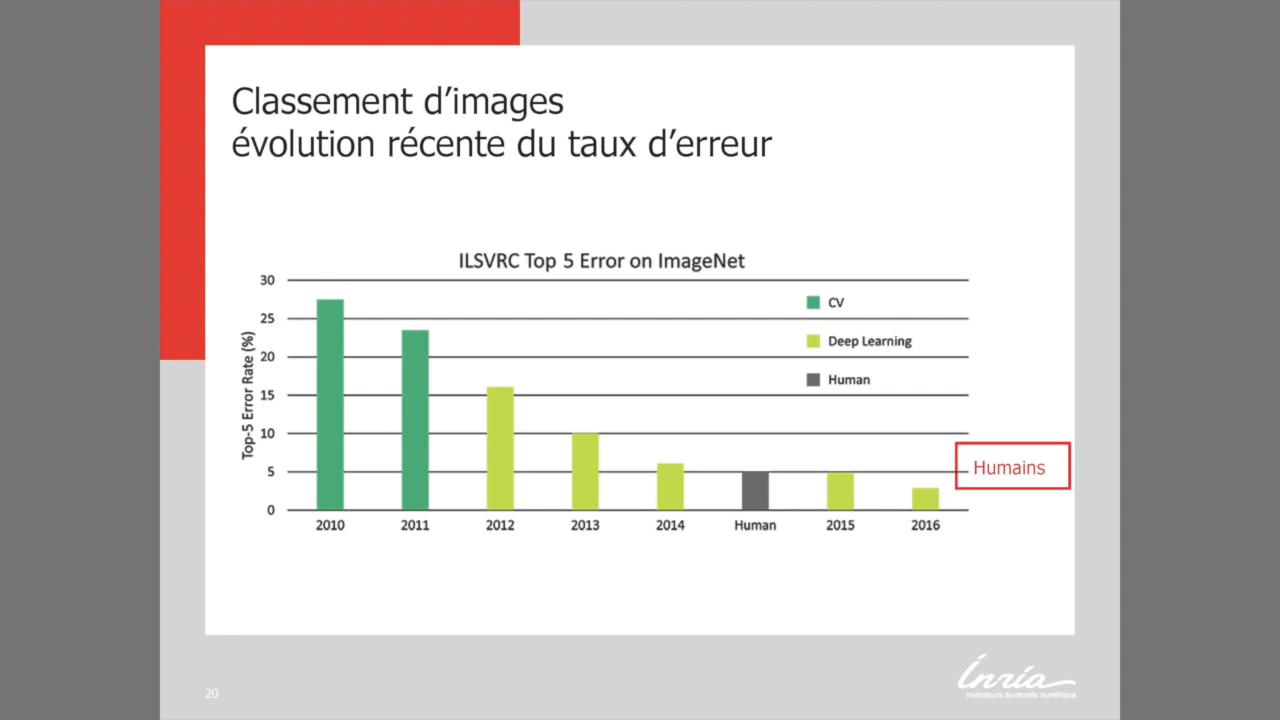 Classement d’images
évolution récente du taux d’erreur
ILSVRC Top 5 Error on ImageNet
Top-5 Error Rate (%)
30
25
20
15
10
5
0
CV
Deep Learning
Human
Humains
2010
2011
2012
2013
2014
Human
2015
2016
20
Inria
inventeurs du monde numérique